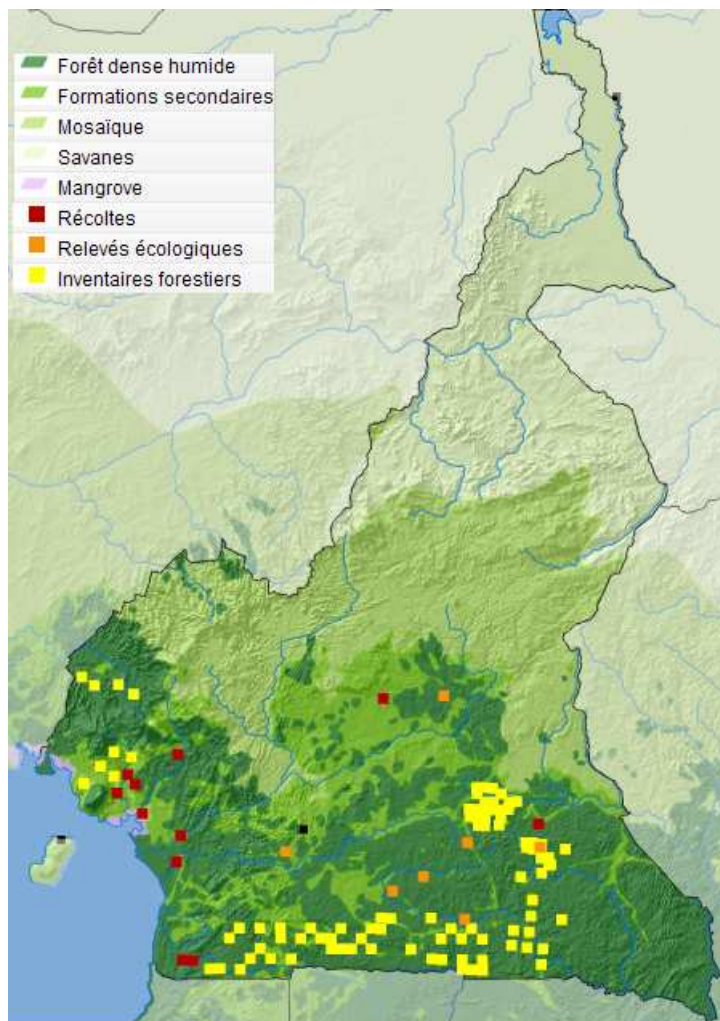 Forêt dense humide
Formations secondaires
Mosaïque
Savanes
Mangrove
Récoltes
Relevés écologiques
Inventaires forestiers